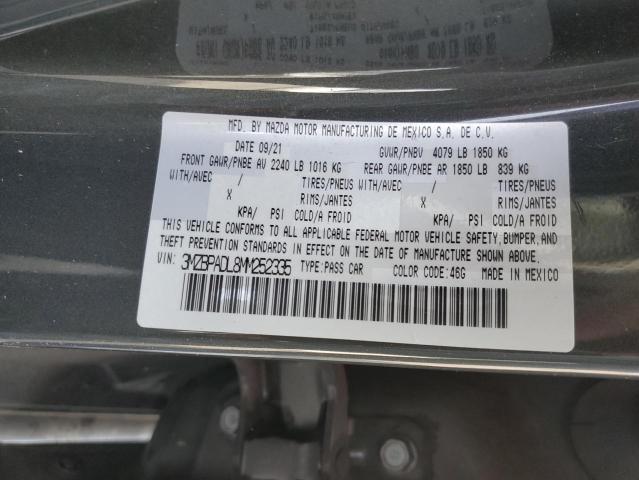 MFD. BY MAZDA MOTOR MANUFACTURING DE MEXICO S.A. DE C.V.
DATE 09/21 GVWR/PNBV 4079 LB 1850 KG
FRONT GAWR/PNBE AV 2240 LB 1016 KG REAR GAWR/PNBE AR 1850 LB 839 KG
WITH/AVEC / TIRES/PNEUS WITH/AVEC / TIRES/PNEUS
X RIMS/JANTES X RIMS/JANTES
KPA/ PSI COLD/A FROID KPA/ PSI COLD/A FROID
THIS VEHICLE CONFORMS TO ALL APPLICABLE FEDERAL MOTOR VEHICLE SAFETY, BUMPER, AND
THEFT PREVENTION STANDARDS IN EFFECT ON THE DATE OF MANUFACTURE SHOWN ABOVE.
VIN: 3MZBPADL8MM252335 TYPE:PASS CAR COLOR CODE:46G MADE IN MEXICO